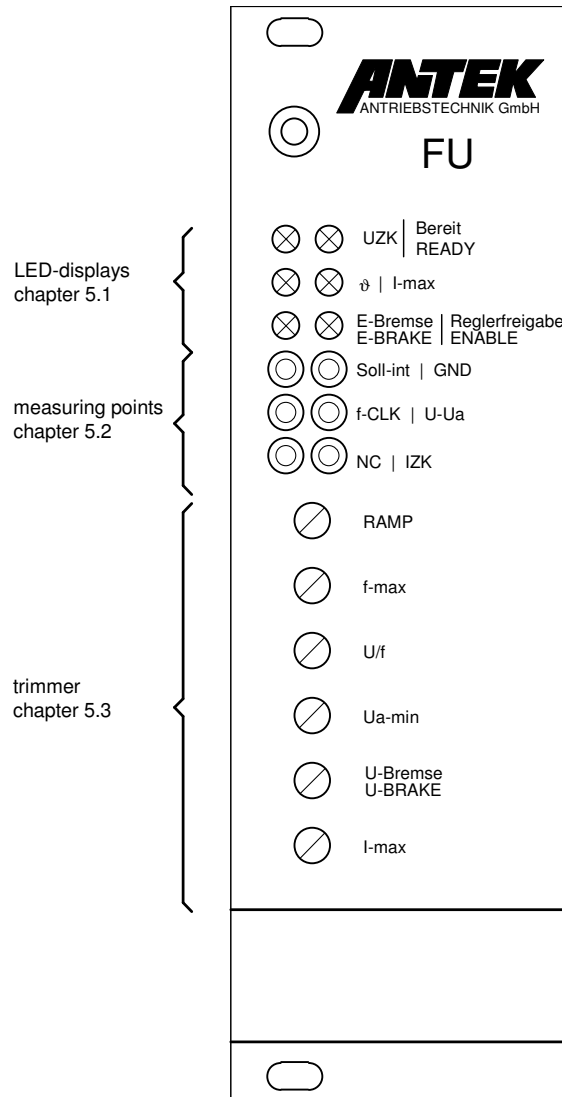 ANTEK
ANTRIEBSTECHNIK GmbH
FU
LED-displays
chapter 5.1
UZK | Bereit
READY
ϑ | I-max
E-Bremse | Reglerfreigabe
E-BRAKE | ENABLE
measuring points
chapter 5.2
Soll-int | GND
f-CLK | U-Ua
NC | IZK
trimmer
chapter 5.3
RAMP
f-max
U/f
Ua-min
U-Bremse
U-BRAKE
I-max